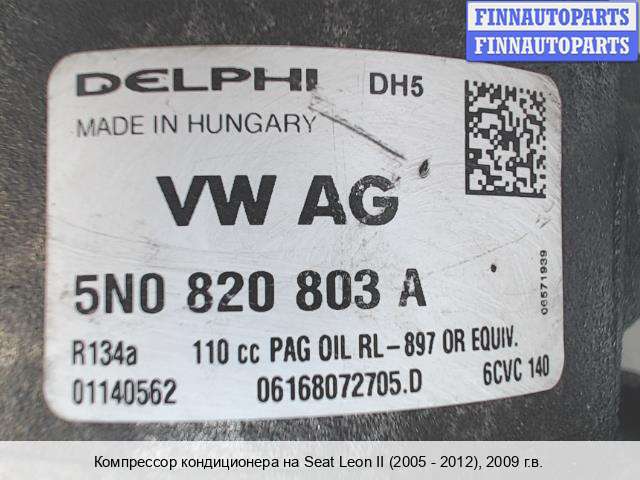 FINNAUTOPARTS
FINNAUTOPARTS
DELPHI DH5
MADE IN HUNGARY
VW AG
5N0 820 803 A
06571939
R134a 110 cc PAG OIL RL-897 OR EQUIV.
01140562 06168072705.D 6CVC 140
Компрессор кондиционера на Seat Leon II (2005 - 2012), 2009 г.в.